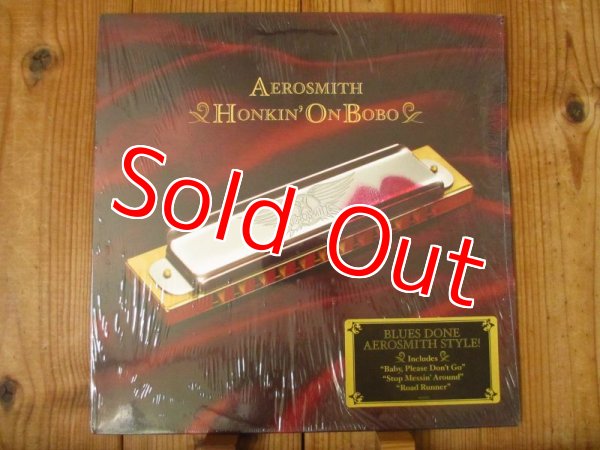 AEROSMITH
HONKIN' ON BOBO
Sold Out
BLUES DONE
AEROSMITH STYLE!
Includes
"Baby, Please Don't Go"
"Stop Messin' Around"
"Road Runner"